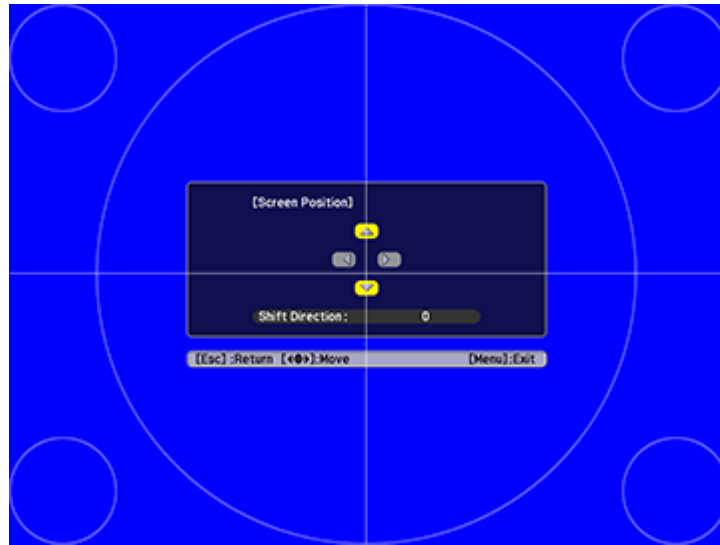 [Screen Position]
Shift Direction: 0
[Esc] :Return [◆]:Move [Menu]:Exit